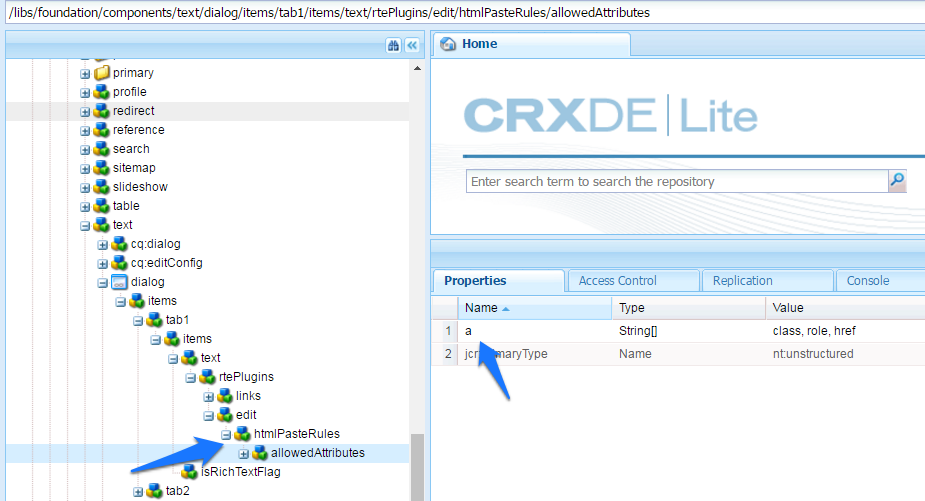 /libs/foundation/components/text/dialog/items/tab1/items/text/rtePlugins/edit/htmlPasteRules/allowedAttributes
primary
profile
redirect
reference
search
sitemap
slideshow
table
text
cq:dialog
cq:editConfig
dialog
items
tab1
items
text
rtePlugins
links
edit
htmlPasteRules
allowedAttributes
isRichTextFlag
tab2
Home
CRXDE Lite
Enter search term to search the repository
Properties Access Control Replication Console
Name Type Value
1 a String[] class, role, href
2 Name nt:unstructured